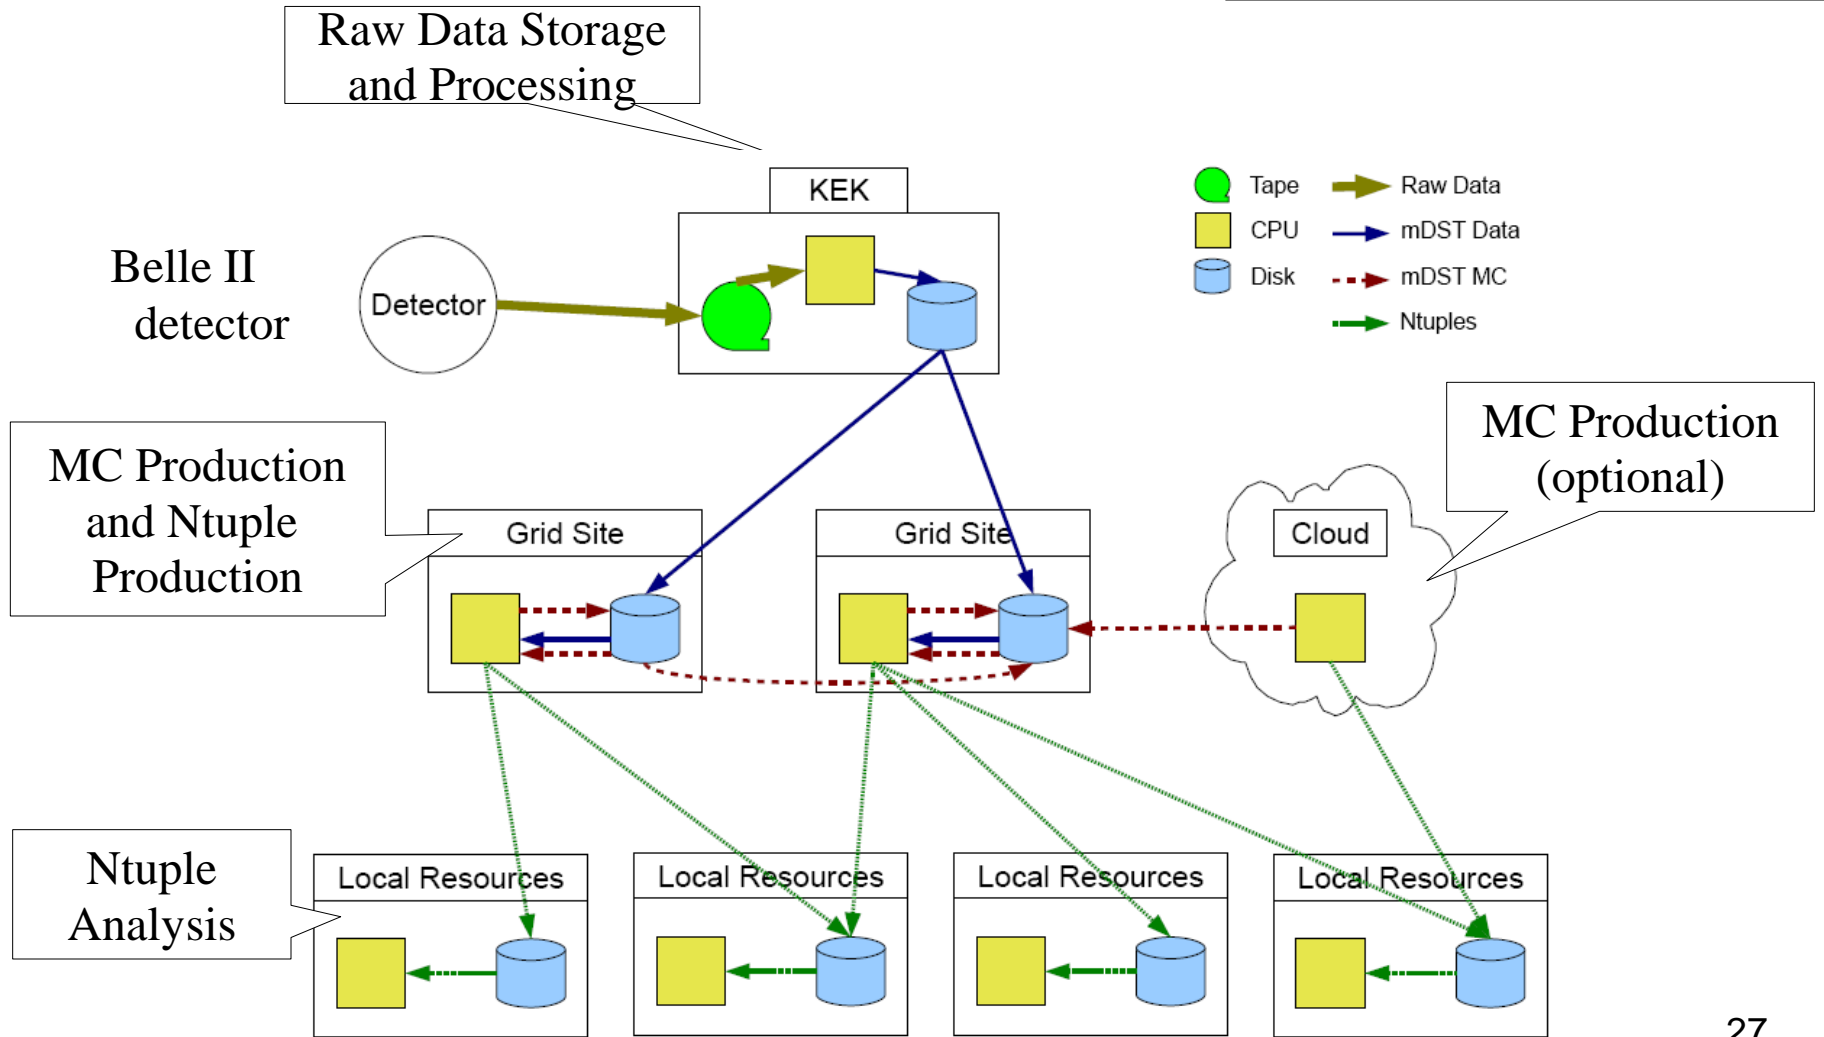 Raw Data Storage
and Processing
KEK
Tape
Raw Data
CPU
mDST Data
Disk
mDST MC
Ntuples
Belle II
detector
Detector
MC Production
and Ntuple
Production
MC Production
(optional)
Grid Site
Grid Site
Cloud
Ntuple
Analysis
Local Resources
Local Resources
Local Resources
Local Resources
27